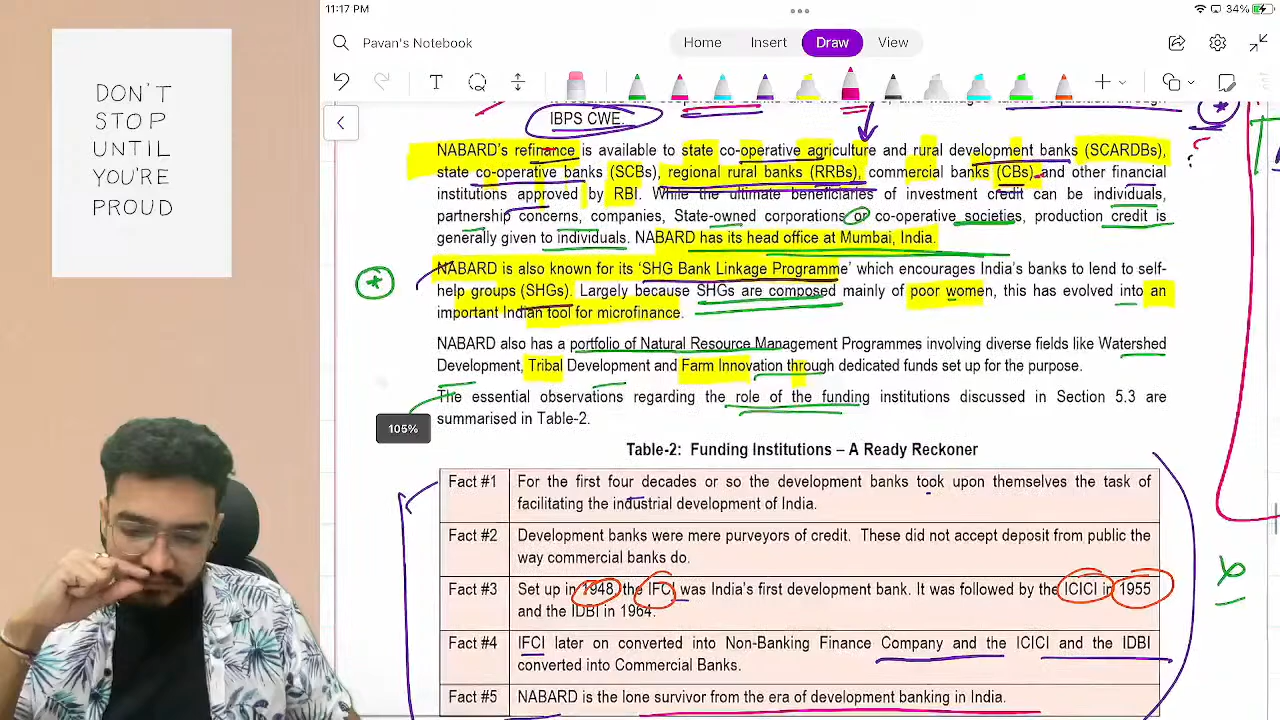 11:17 PM
34%
DON'T
STOP
UNTIL
YOU'RE
PROUD
Pavan's Notebook
Home Insert Draw View
T
IBPS CWE.
NABARD's refinance is available to state co-operative agriculture and rural development banks (SCARDBs),
state co-operative banks (SCBs), regional rural banks (RRBs), commercial banks (CBs) and other financial
institutions approved by RBI. While the ultimate beneficiaries of investment credit can be individuals,
partnership concerns, companies, State-owned corporations or co-operative societies, production credit is
generally given to individuals. NABARD has its head office at Mumbai, India.
NABARD is also known for its 'SHG Bank Linkage Programme' which encourages India's banks to lend to self-
help groups (SHGs). Largely because SHGs are composed mainly of poor women, this has evolved into an
important Indian tool for microfinance.
NABARD also has a portfolio of Natural Resource Management Programmes involving diverse fields like Watershed
Development, Tribal Development and Farm Innovation through dedicated funds set up for the purpose.
The essential observations regarding the role of the funding institutions discussed in Section 5.3 are
summarised in Table-2.
105%
Table-2: Funding Institutions – A Ready Reckoner
Fact #1 For the first four decades or so the development banks took upon themselves the task of
facilitating the industrial development of India.
Fact #2 Development banks were mere purveyors of credit. These did not accept deposit from public the
way commercial banks do.
Fact #3 Set up in 1948, the IFCI was India's first development bank. It was followed by the ICICI in 1955
and the IDBI in 1964.
Fact #4 IFCI later on converted into Non-Banking Finance Company and the ICICI and the IDBI
converted into Commercial Banks.
Fact #5 NABARD is the lone survivor from the era of development banking in India.